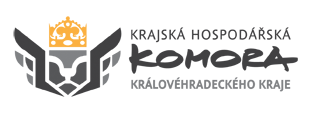 KRAJSKÁ HOSPODÁŘSKÁ
KOMORA
KRÁLOVÉHRADECKÉHO KRAJE